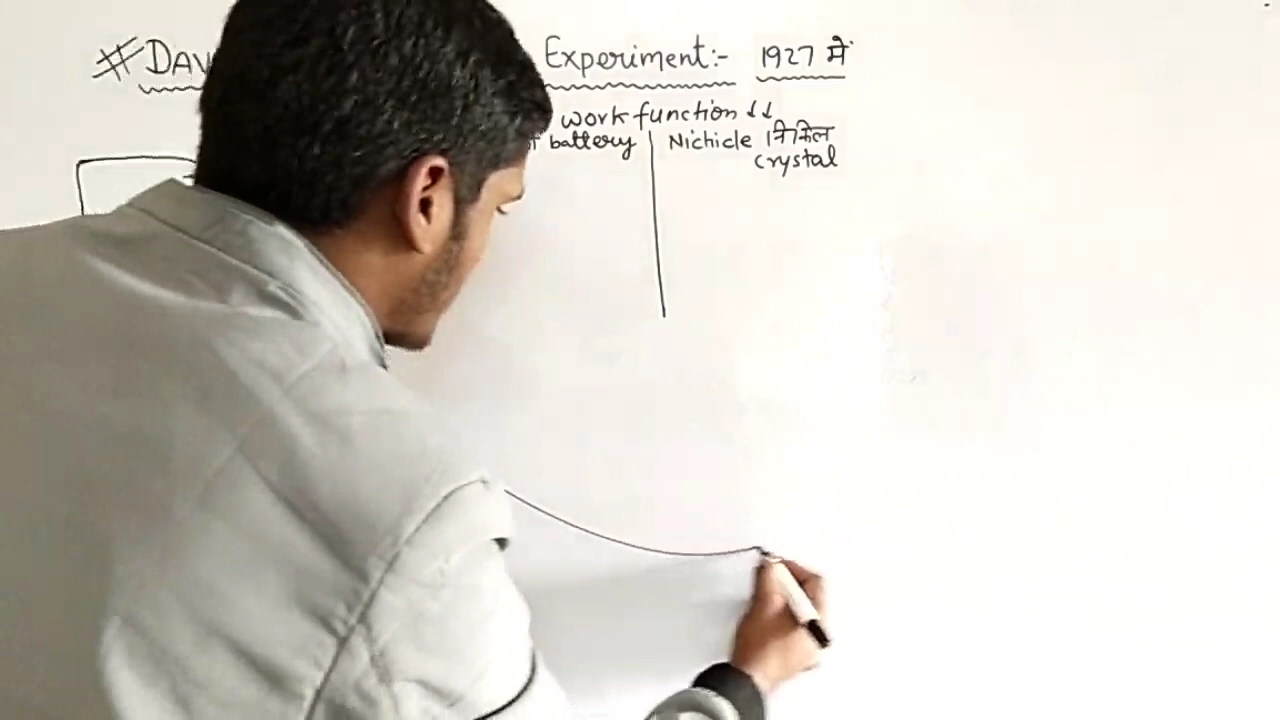 # DAV Experiment:- 1927 में
work function ↓↓
battery Nichicle निकिल
crystal